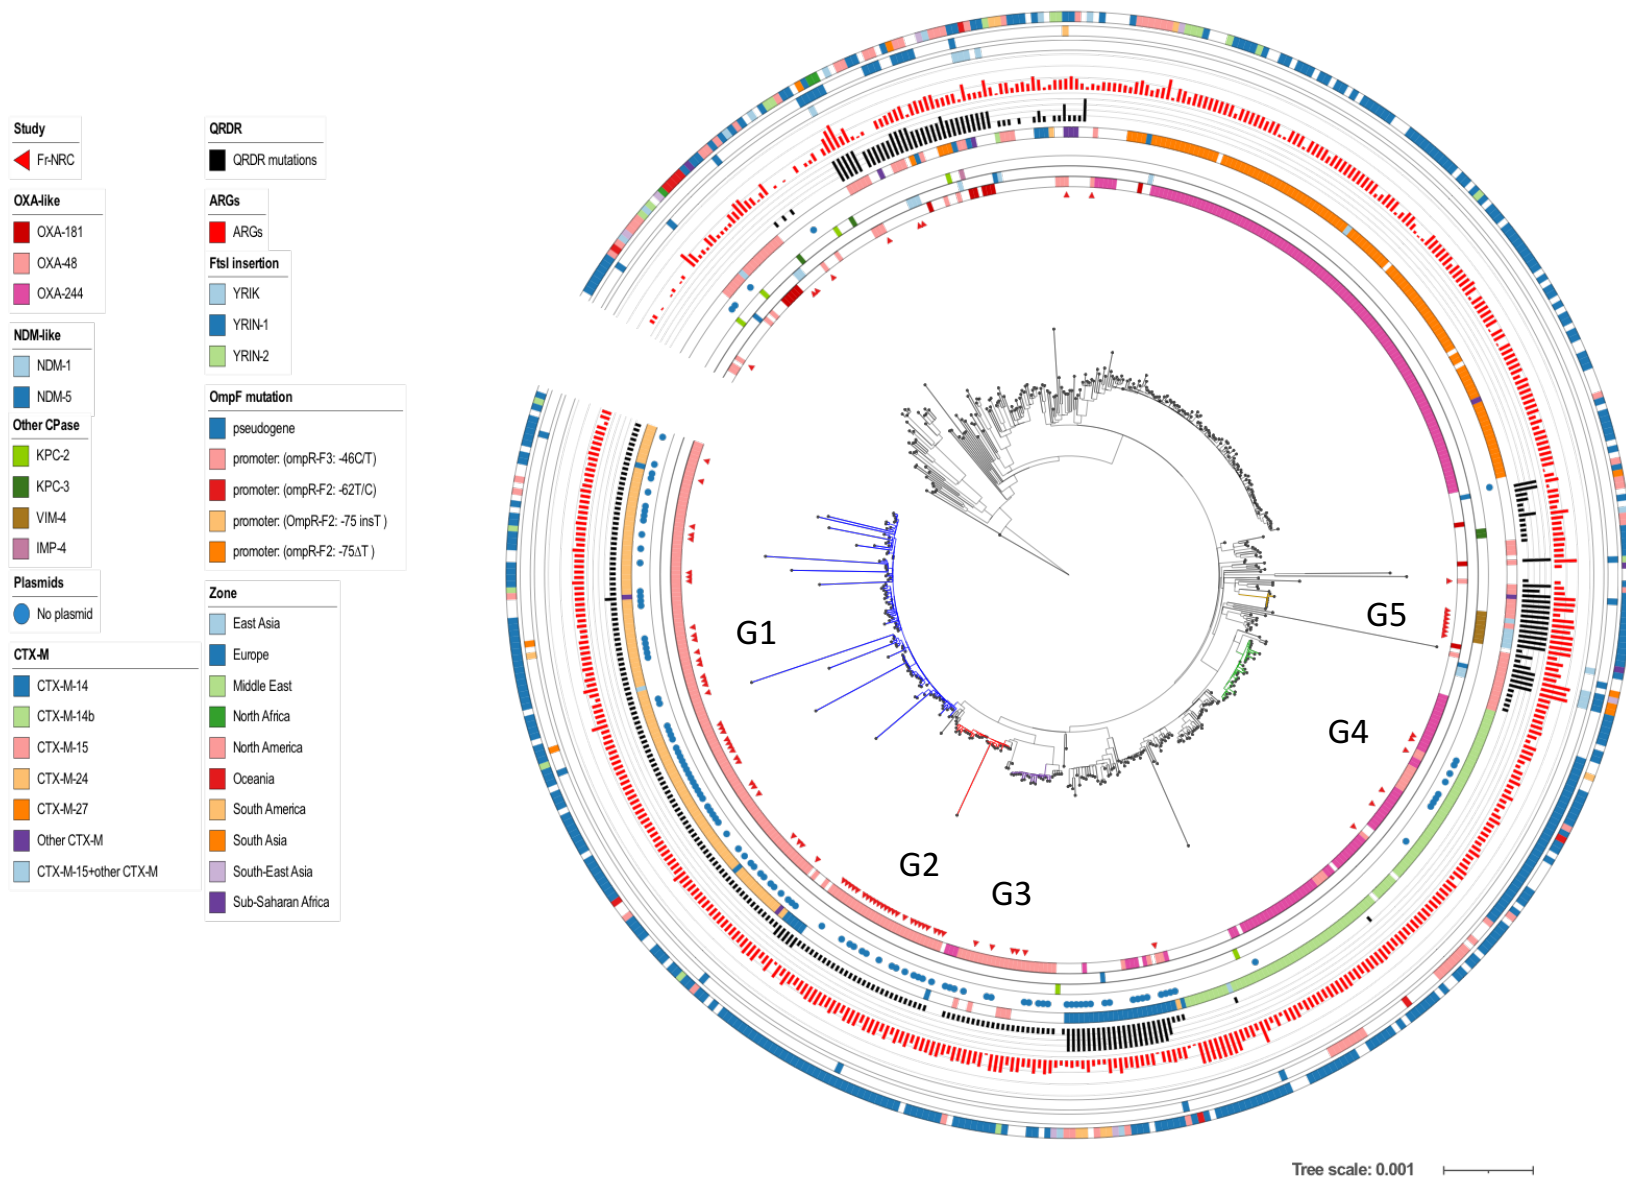 Study
Fr-NRC
OXA-like
OXA-181
OXA-48
OXA-244
NDM-like
NDM-1
NDM-5
Other CPase
KPC-2
KPC-3
VIM-4
IMP-4
Plasmids
No plasmid
CTX-M
CTX-M-14
CTX-M-14b
CTX-M-15
CTX-M-24
CTX-M-27
Other CTX-M
CTX-M-15+other CTX-M
QRDR
QRDR mutations
ARGs
ARGs
FtsI insertion
YRIK
YRIN-1
YRIN-2
OmpF mutation
pseudogene
promoter: (ompR-F3: -46C/T)
promoter: (ompR-F2: -62T/C)
promoter: (OmpR-F2: -75 insT )
promoter: (ompR-F2: -75ΔT )
Zone
East Asia
Europe
Middle East
North Africa
North America
Oceania
South America
South Asia
South-East Asia
Sub-Saharan Africa
G1
G2
G3
G4
G5
Tree scale: 0.001